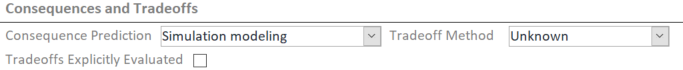 Consequences and Tradeoffs
Consequence Prediction Simulation modeling Tradeoff Method Unknown
Tradeoffs Explicitly Evaluated